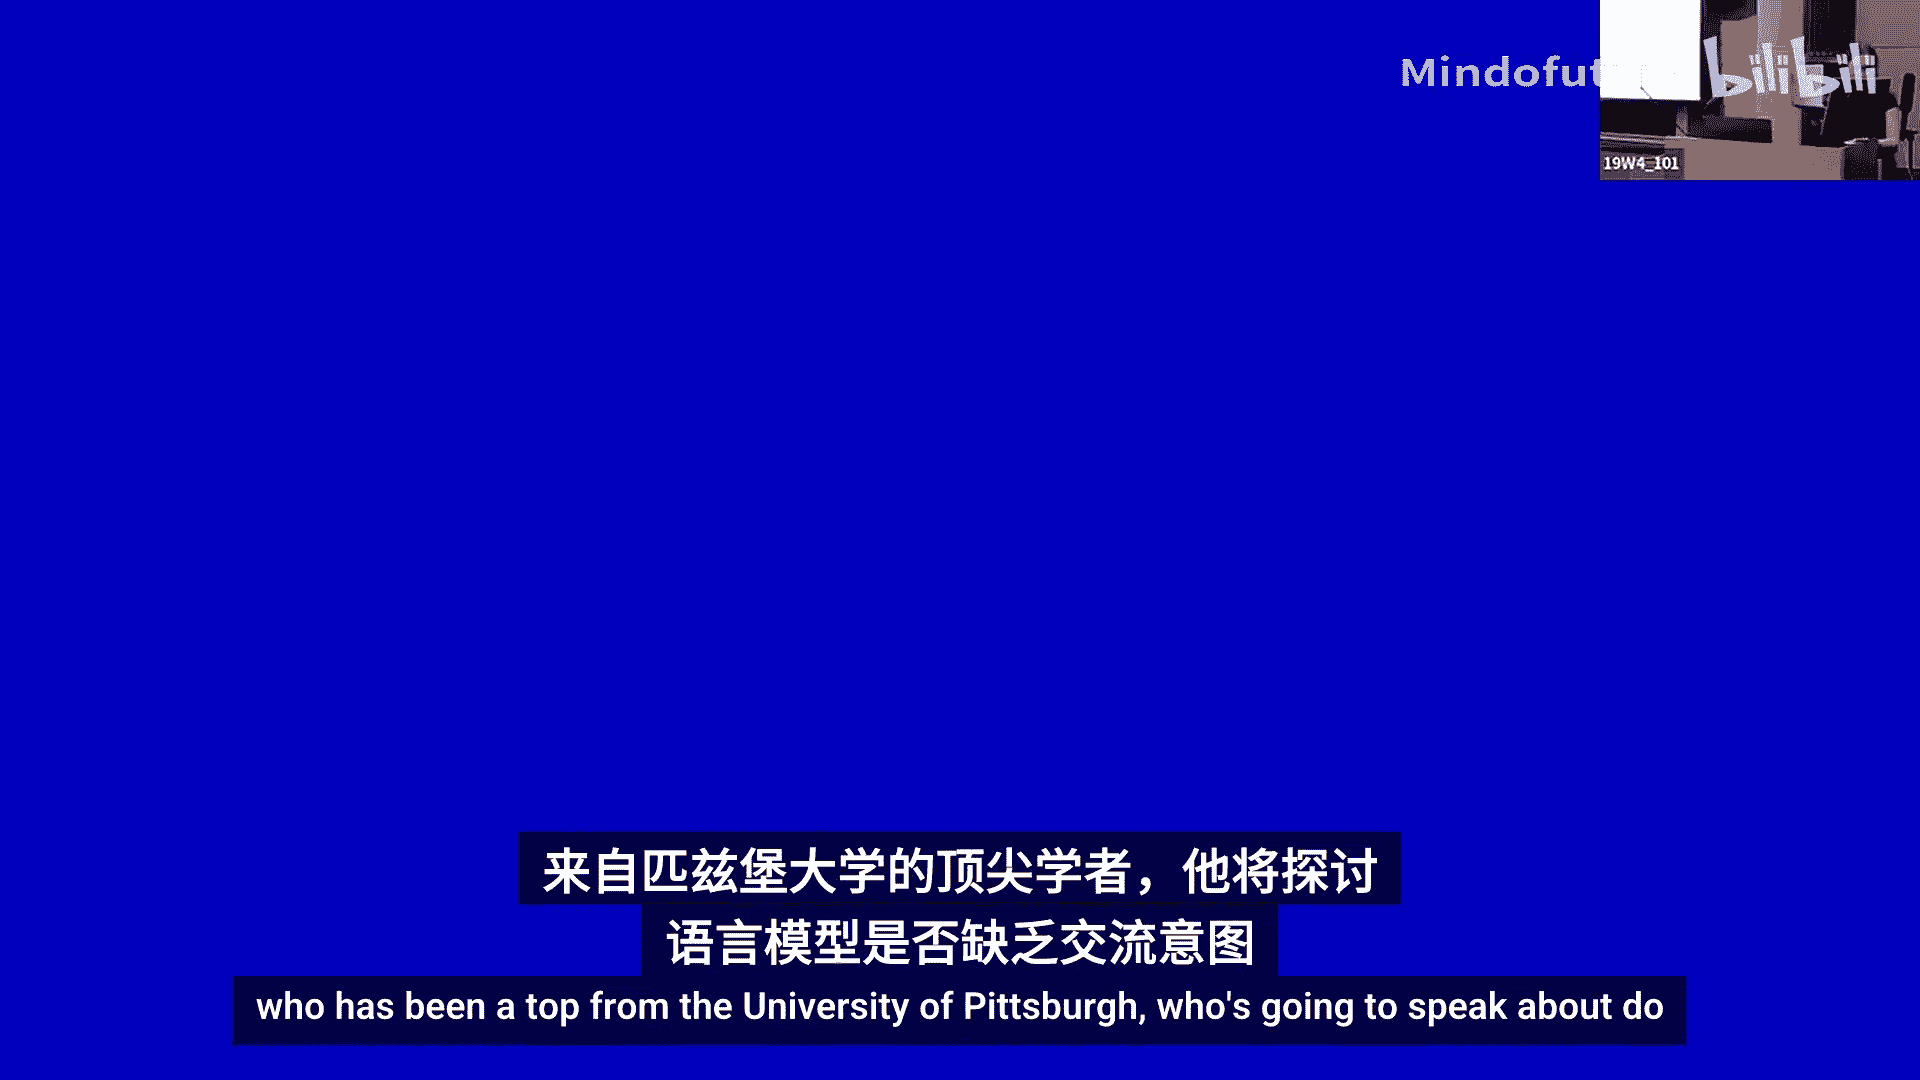 Mindofut
bilibili
19W4_101
来自匹兹堡大学的顶尖学者，他将探讨
语言模型是否缺乏交流意图
who has been a top from the University of Pittsburgh, who's going to speak about do